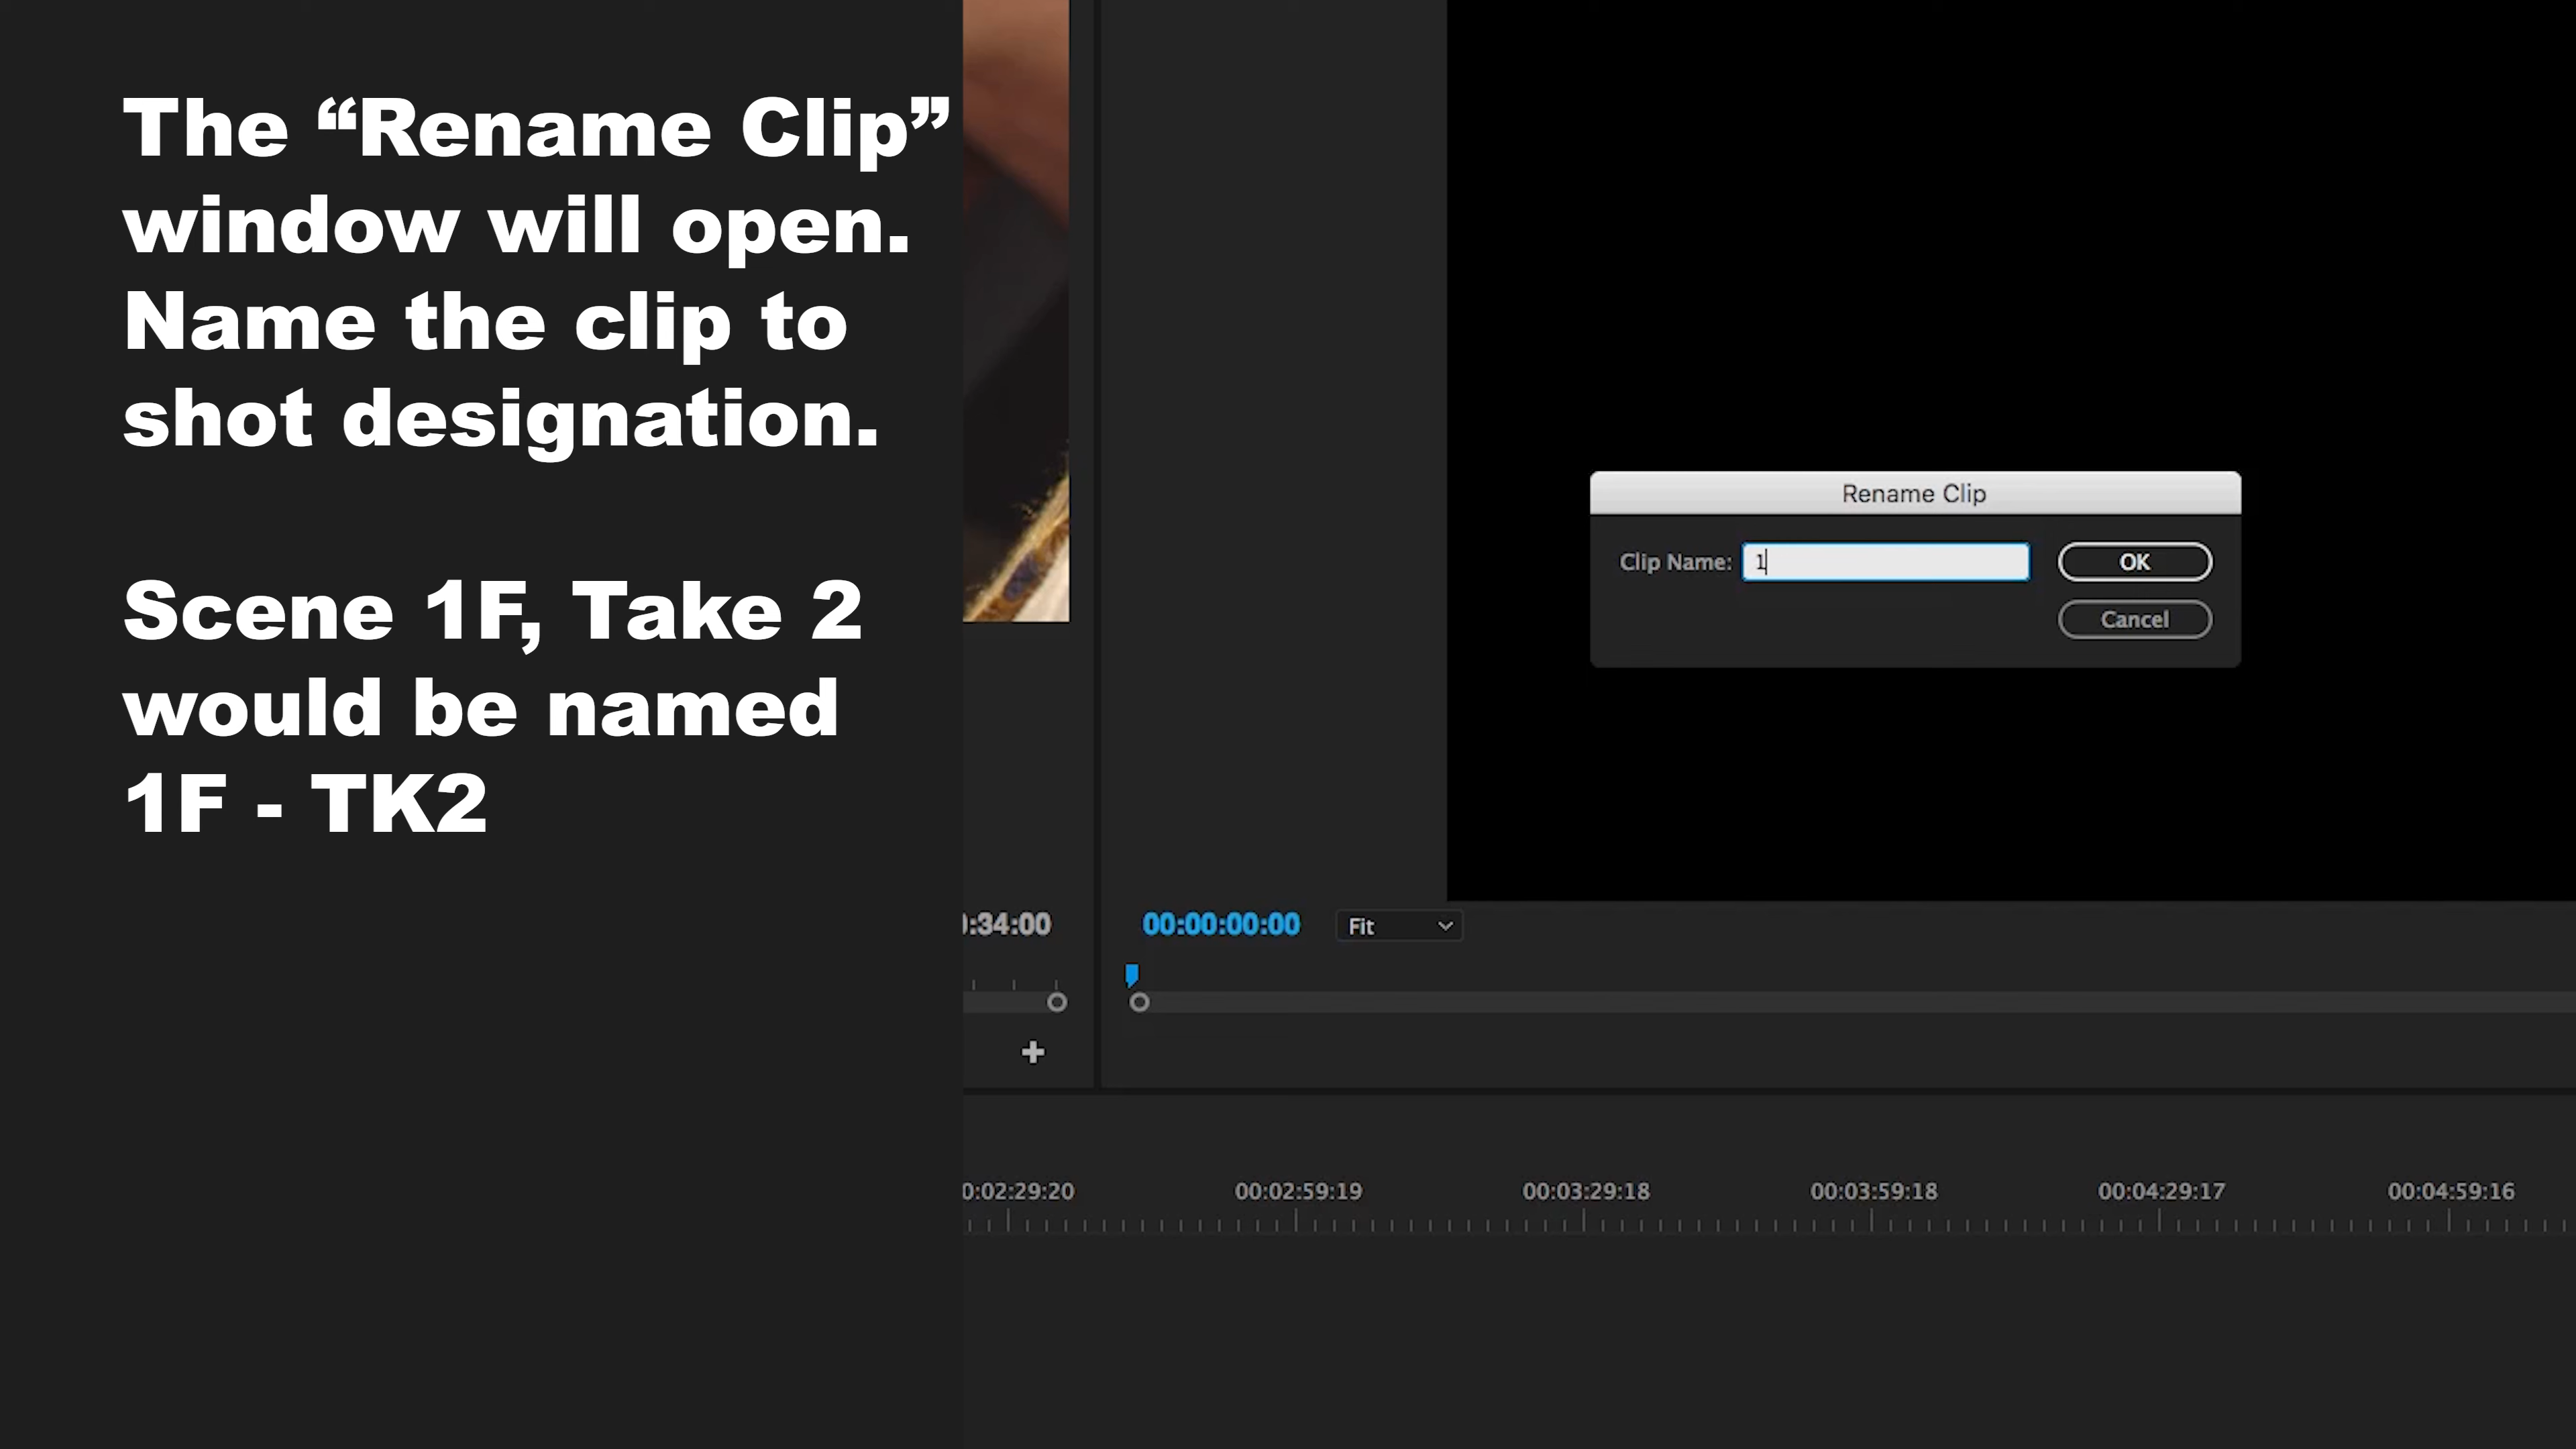 The “Rename Clip”
window will open.
Name the clip to
shot designation.
Scene 1F, Take 2
would be named
1F - TK2
Rename Clip
Clip Name: 1 OK
Cancel
:34:00 00:00:00:00 Fit
0:02:29:20 00:02:59:19 00:03:29:18 00:03:59:18 00:04:29:17 00:04:59:16